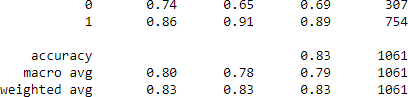 0 0.74 0.65 0.69 307
1 0.86 0.91 0.89 754
accuracy 0.83 1061
macro avg 0.80 0.78 0.79 1061
weighted avg 0.83 0.83 0.83 1061